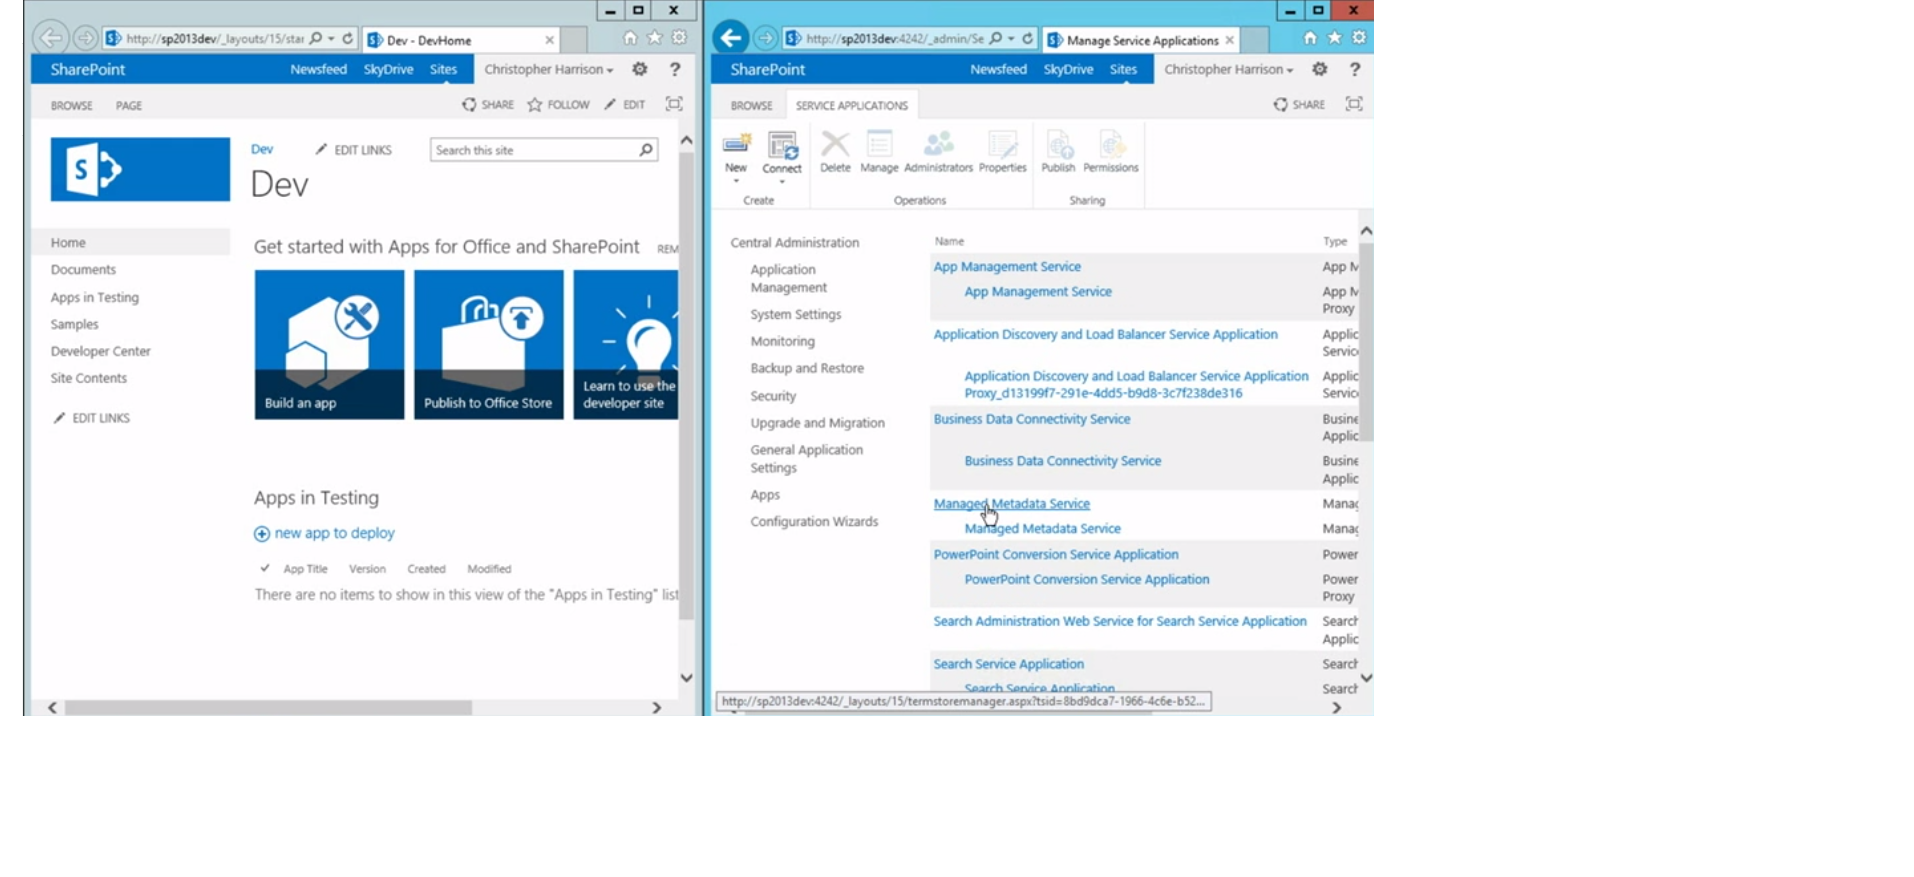 http://sp2013dev/_layouts/15/star
Dev - DevHome
SharePoint
Newsfeed SkyDrive Sites Christopher Harrison ?
BROWSE PAGE SHARE FOLLOW EDIT
Dev EDIT LINKS Search this site
Dev
Home
Documents
Apps in Testing
Samples
Developer Center
Site Contents
EDIT LINKS
Get started with Apps for Office and SharePoint REM
Build an app
Publish to Office Store
Learn to use the
developer site
Apps in Testing
new app to deploy
App Title Version Created Modified
There are no items to show in this view of the "Apps in Testing" list
http://sp2013dev:4242/_admin/Se
Manage Service Applications
SharePoint
Newsfeed SkyDrive Sites Christopher Harrison ?
BROWSE SERVICE APPLICATIONS SHARE
New Connect Delete Manage Administrators Properties Publish Permissions
Create Operations Sharing
Central Administration
Application
Management
System Settings
Monitoring
Backup and Restore
Security
Upgrade and Migration
General Application
Settings
Apps
Configuration Wizards
Name Type
App Management Service App M
App Management Service App M
Proxy
Application Discovery and Load Balancer Service Application Applic
Servic
Application Discovery and Load Balancer Service Application Applic
Proxy_d13199f7-291e-4dd5-b9d8-3c7f238de316 Servic
Business Data Connectivity Service Busine
Applic
Business Data Connectivity Service Busine
Applic
Managed Metadata Service Manag
Managed Metadata Service Manag
PowerPoint Conversion Service Application Power
PowerPoint Conversion Service Application Power
Proxy
Search Administration Web Service for Search Service Application Search
Applic
Search Service Application Search
Search Service Application Search
http://sp2013dev:4242/_layouts/15/termstoremanager.aspx?tsid=8bd9dca7-1966-4c6e-b52...